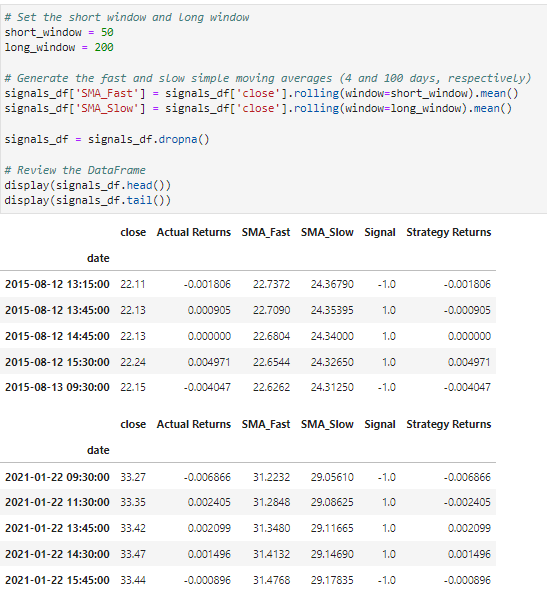 # Set the short window and long window
short_window = 50
long_window = 200
# Generate the fast and slow simple moving averages (4 and 100 days, respectively)
signals_df['SMA_Fast'] = signals_df['close'].rolling(window=short_window).mean()
signals_df['SMA_Slow'] = signals_df['close'].rolling(window=long_window).mean()
signals_df = signals_df.dropna()
# Review the DataFrame
display(signals_df.head())
display(signals_df.tail())
close Actual Returns SMA_Fast SMA_Slow Signal Strategy Returns
date
2015-08-12 13:15:00 22.11 -0.001806 22.7372 24.36790 -1.0 -0.001806
2015-08-12 13:45:00 22.13 0.000905 22.7090 24.35395 1.0 -0.000905
2015-08-12 14:45:00 22.13 0.000000 22.6804 24.34000 1.0 0.000000
2015-08-12 15:30:00 22.24 0.004971 22.6544 24.32650 1.0 0.004971
2015-08-13 09:30:00 22.15 -0.004047 22.6262 24.31250 -1.0 -0.004047
close Actual Returns SMA_Fast SMA_Slow Signal Strategy Returns
date
2021-01-22 09:30:00 33.27 -0.006866 31.2232 29.05610 -1.0 -0.006866
2021-01-22 11:30:00 33.35 0.002405 31.2848 29.08625 1.0 -0.002405
2021-01-22 13:45:00 33.42 0.002099 31.3480 29.11665 1.0 0.002099
2021-01-22 14:30:00 33.47 0.001496 31.4132 29.14690 1.0 0.001496
2021-01-22 15:45:00 33.44 -0.000896 31.4768 29.17835 -1.0 -0.000896